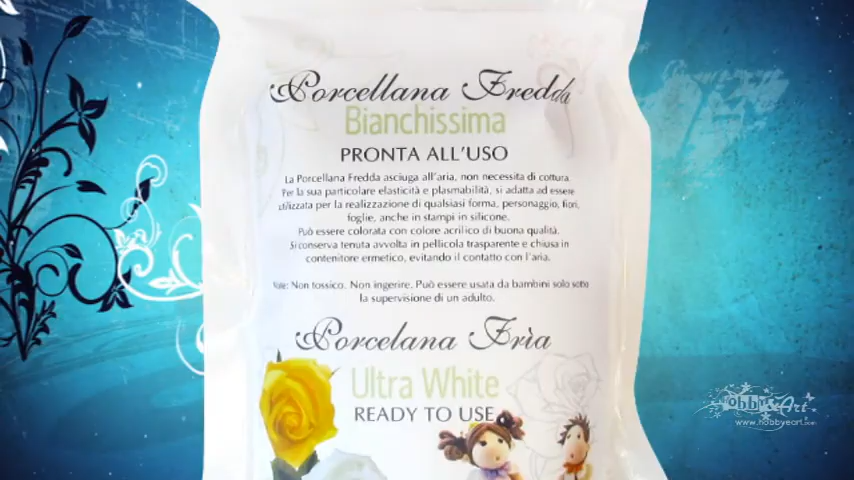 Porcellana Fredda
Bianchissima
PRONTA ALL'USO
La Porcellana Fredda asciuga all'aria, non necessita di cottura.
Per la sua particolare elasticità e plasmabilità, si adatta ad essere
utilizzata per la realizzazione di qualsiasi forma, personaggio, fiori,
foglie, anche in stampi in silicone.
Può essere colorata con colore acrilico di buona qualità.
Si conserva tenuta avvolta in pellicola trasparente e chiusa in
contenitore ermetico, evitando il contatto con l'aria.
Note: Non tossico. Non ingerire. Può essere usata da bambini solo sotto
la supervisione di un adulto.
Porcelana Frìa
Ultra White
READY TO USE
Hobby&Art
www.hobbyeart.com